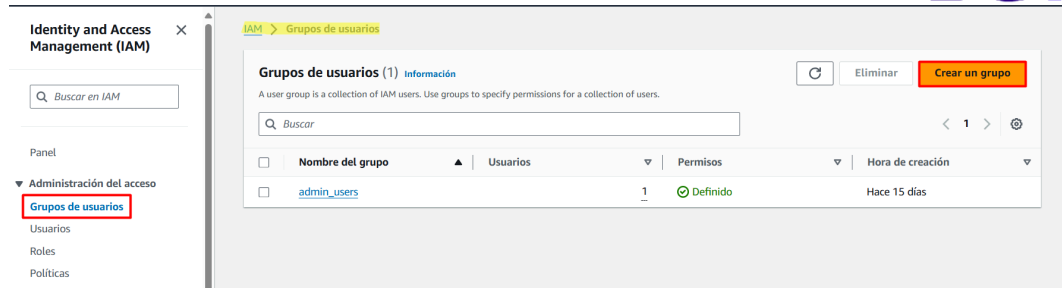 Identity and Access
Management (IAM)
Buscar en IAM
Panel
Administración del acceso
Grupos de usuarios
Usuarios
Roles
Políticas
IAM > Grupos de usuarios
Grupos de usuarios (1) Información
Eliminar
Crear un grupo
A user group is a collection of IAM users. Use groups to specify permissions for a collection of users.
Buscar
1
Nombre del grupo Usuarios Permisos Hora de creación
admin_users 1 Definido Hace 15 días